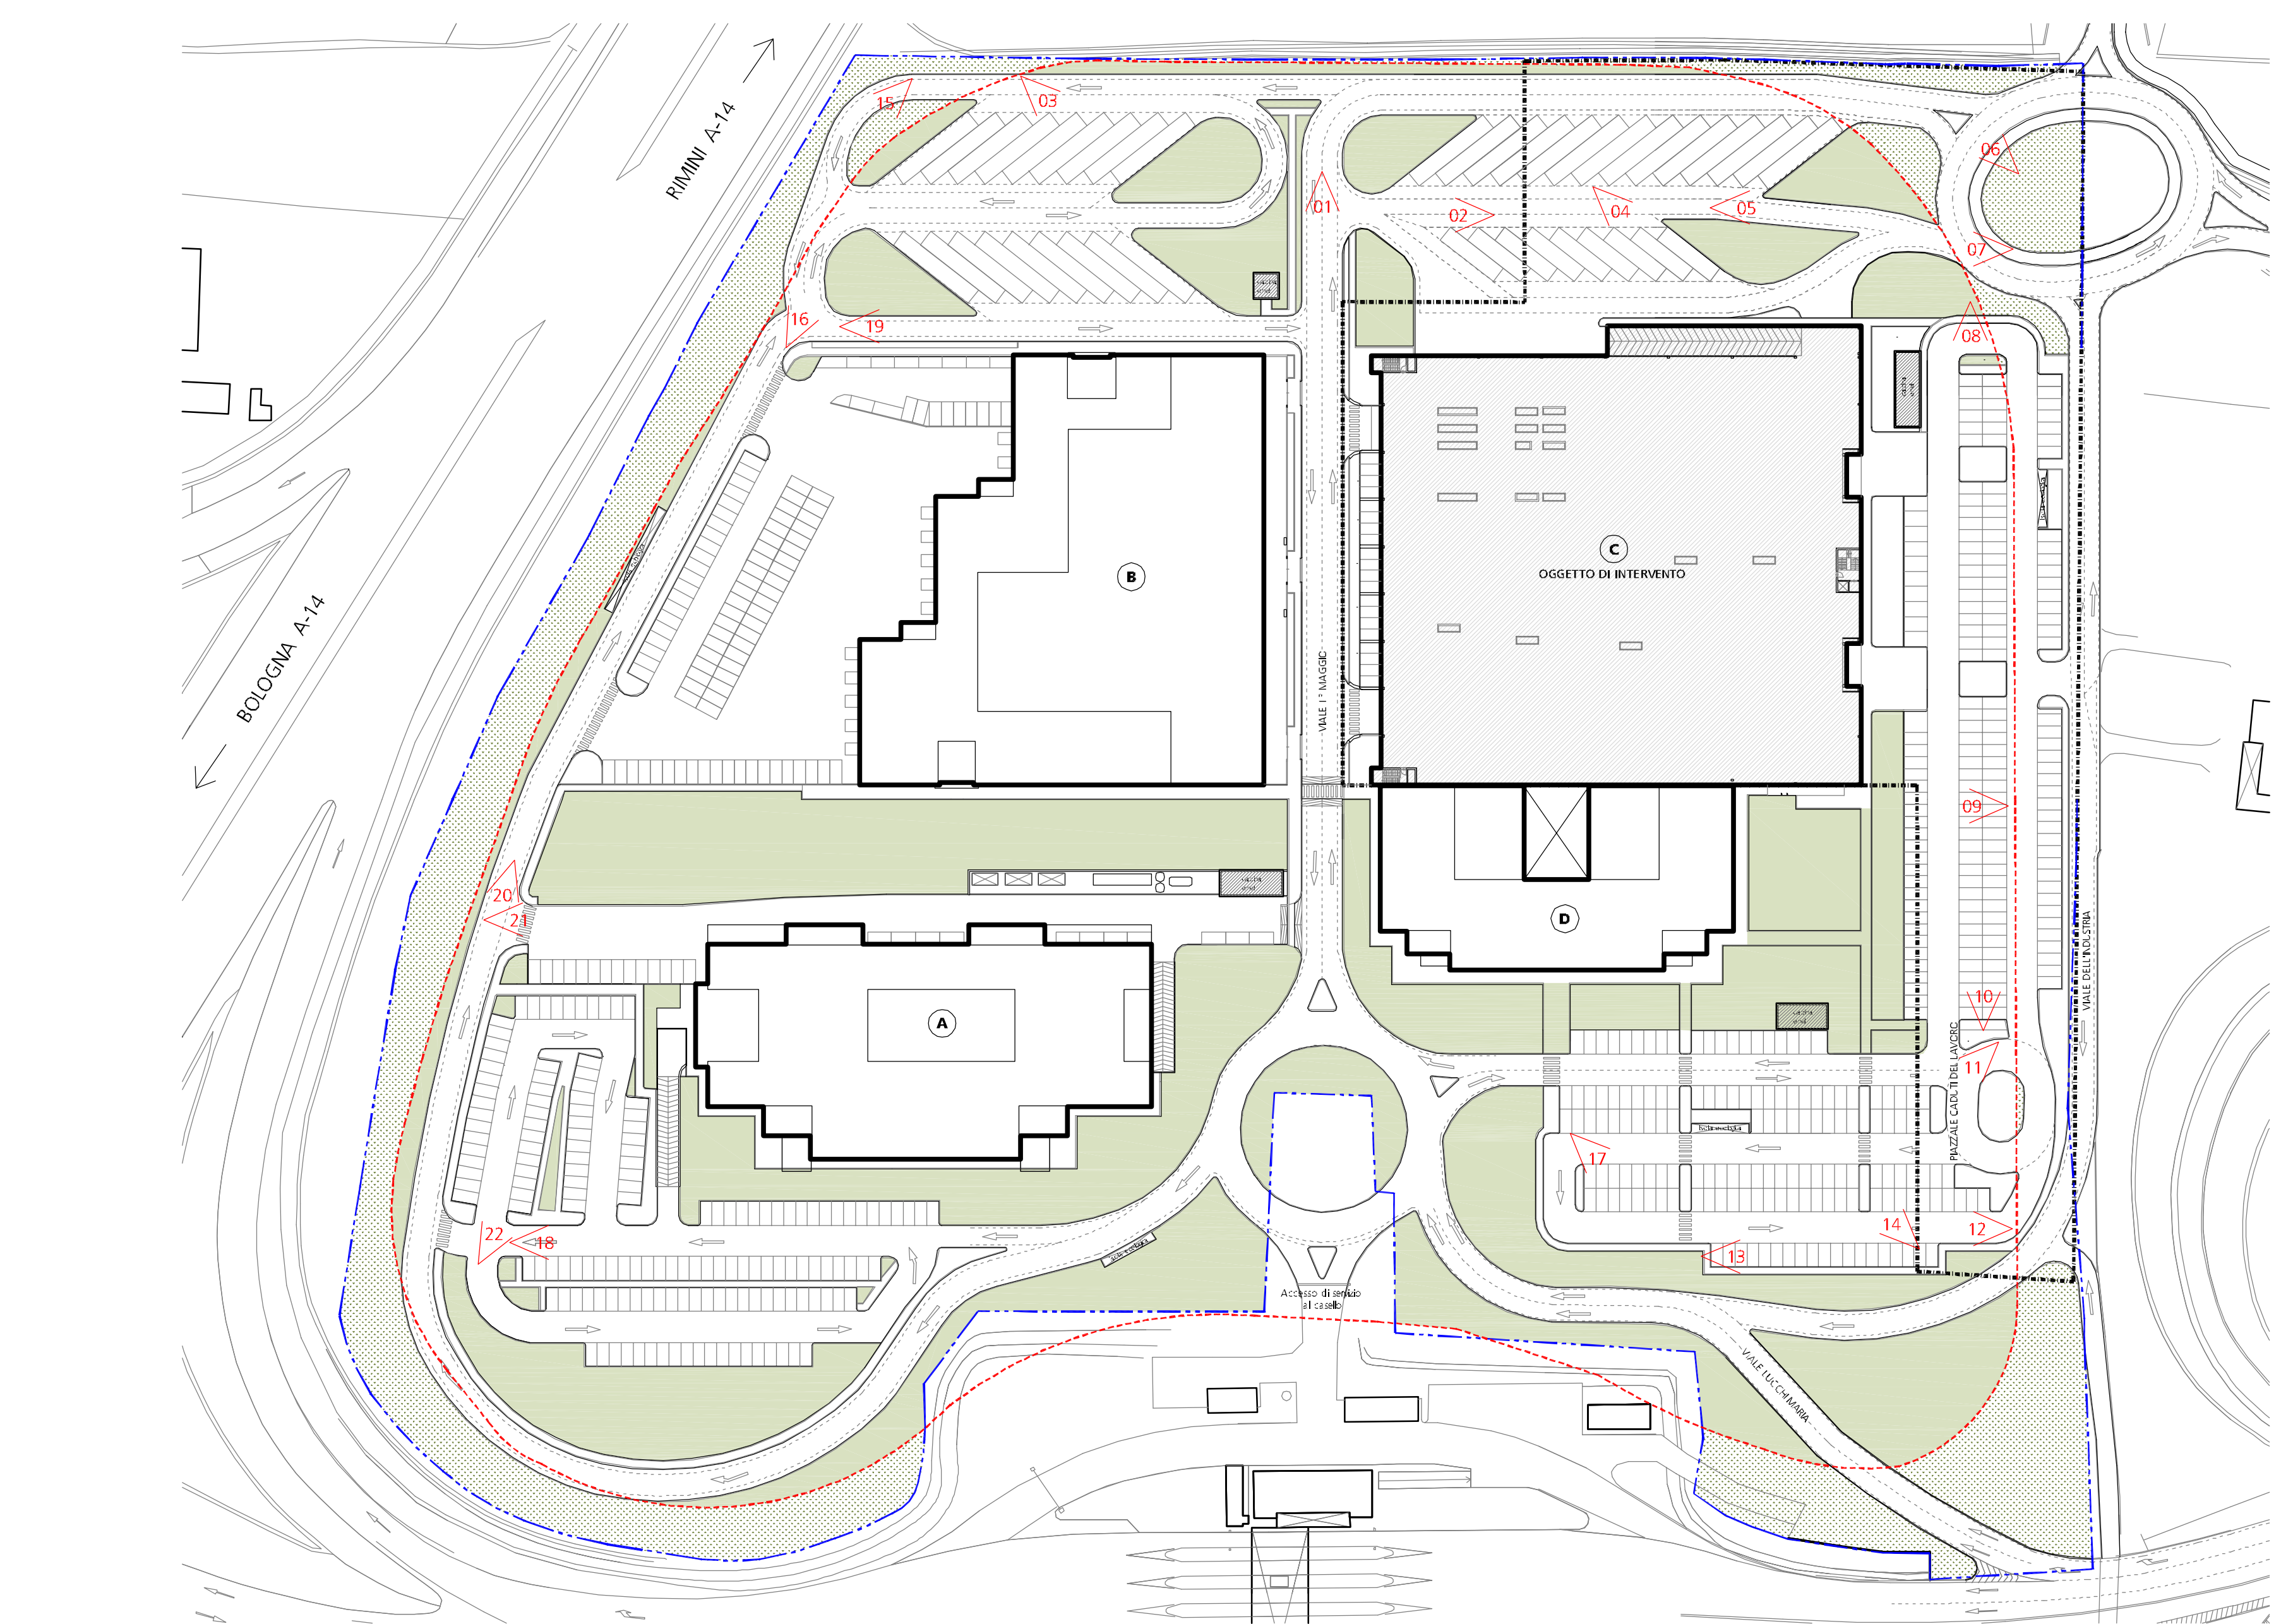 RIMINI A-14
15
03
01
02
04
05
06
07
16
19
08
B
C
OGGETTO DI INTERVENTO
BOLOGNA A-14
VIALE 1° MAGGIO
09
20
21
D
A
VIALE DELL'INDUSTRIA
10
11
PIAZZALE CADUTI DEL LAVORO
17
22
18
14
12
13
Accesso di servizio
al casello
VIALE LUCCHI MARIA